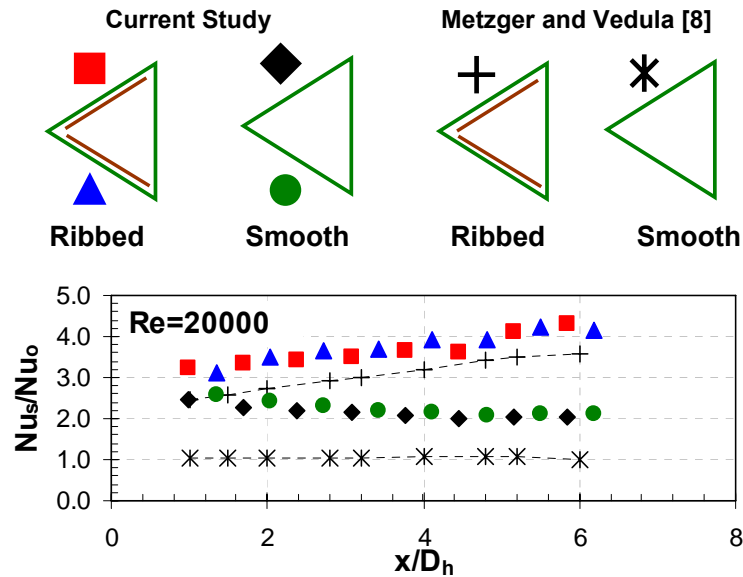 Current Study
Metzger and Vedula [8]
Ribbed
Smooth
Ribbed
Smooth
Re=20000
Nus/Nuo
5.0
4.0
3.0
2.0
1.0
0.0
0
2
4
6
8
x/Dh